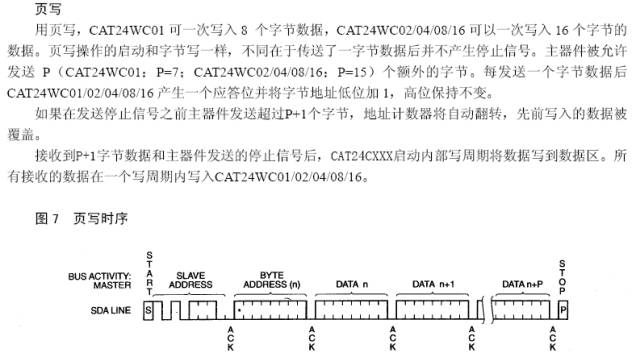 页写
用页写，CAT24WC01 可一次写入 8 个字节数据，CAT24WC02/04/08/16 可以一次写入 16 个字节的
数据。页写操作的启动和字节写一样，不同在于传送了一字节数据后并不产生停止信号。主器件被允许
发送 P（CAT24WC01：P=7；CAT24WC02/04/08/16：P=15）个额外的字节。每发送一个字节数据后
CAT24WC01/02/04/08/16 产生一个应答位并将字节地址低位加 1，高位保持不变。
如果在发送停止信号之前主器件发送超过P+1个字节，地址计数器将自动翻转，先前写入的数据被
覆盖。
接收到P+1字节数据和主器件发送的停止信号后，CAT24CXXX启动内部写周期将数据写到数据区。所
有接收的数据在一个写周期内写入CAT24WC01/02/04/08/16。
图 7 页写时序
BUS ACTIVITY:
MASTER
START
SLAVE
ADDRESS
BYTE
ADDRESS (n)
DATA n
DATA n+1
DATA n+P
STOP
SDA LINE
S
*
P
ACK
ACK
ACK
ACK
ACK